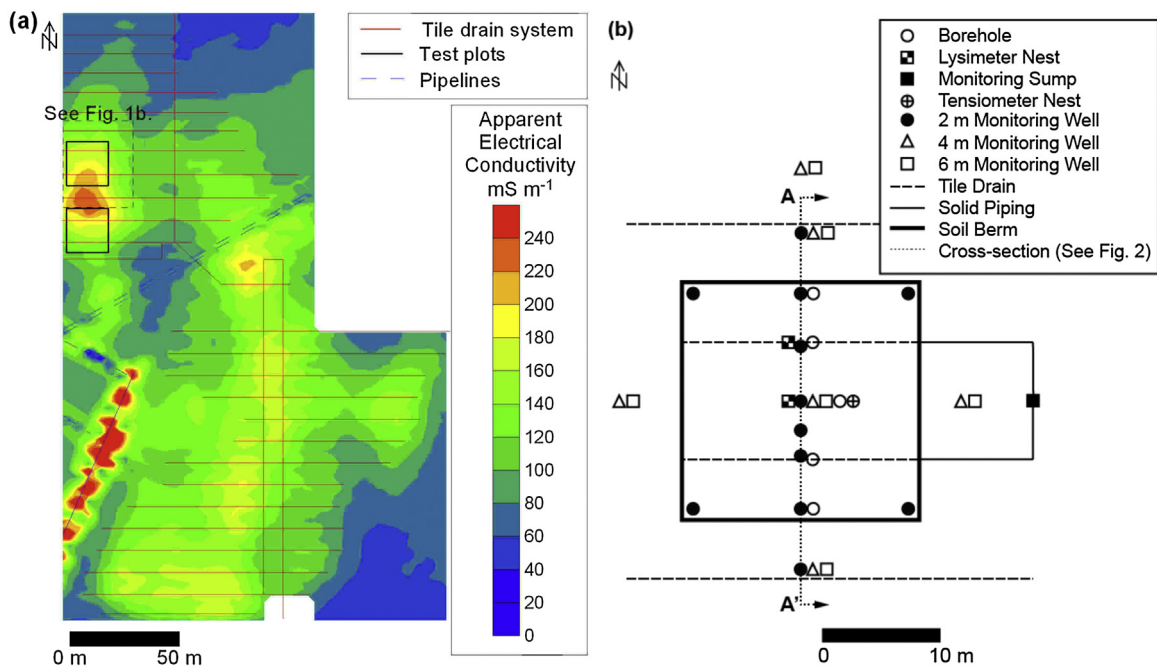 (a)
N
See Fig. 1b.
Tile drain system
Test plots
Pipelines
Apparent
Electrical
Conductivity
mS m⁻¹
240
220
200
180
160
140
120
100
80
60
40
20
0
0 m 50 m
(b)
N
Borehole
Lysimeter Nest
Monitoring Sump
Tensiometer Nest
2 m Monitoring Well
4 m Monitoring Well
6 m Monitoring Well
Tile Drain
Solid Piping
Soil Berm
Cross-section (See Fig. 2)
A
A'
0 10 m